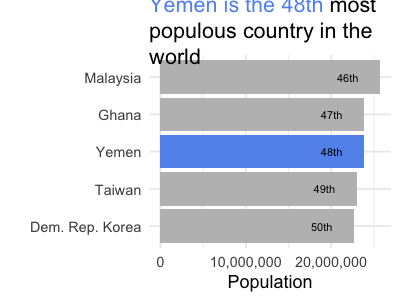 Yemen is the 48th most
populous country in the
world
Malaysia 46th
Ghana 47th
Yemen 48th
Taiwan 49th
Dem. Rep. Korea 50th
0 10,000,000 20,000,000
Population